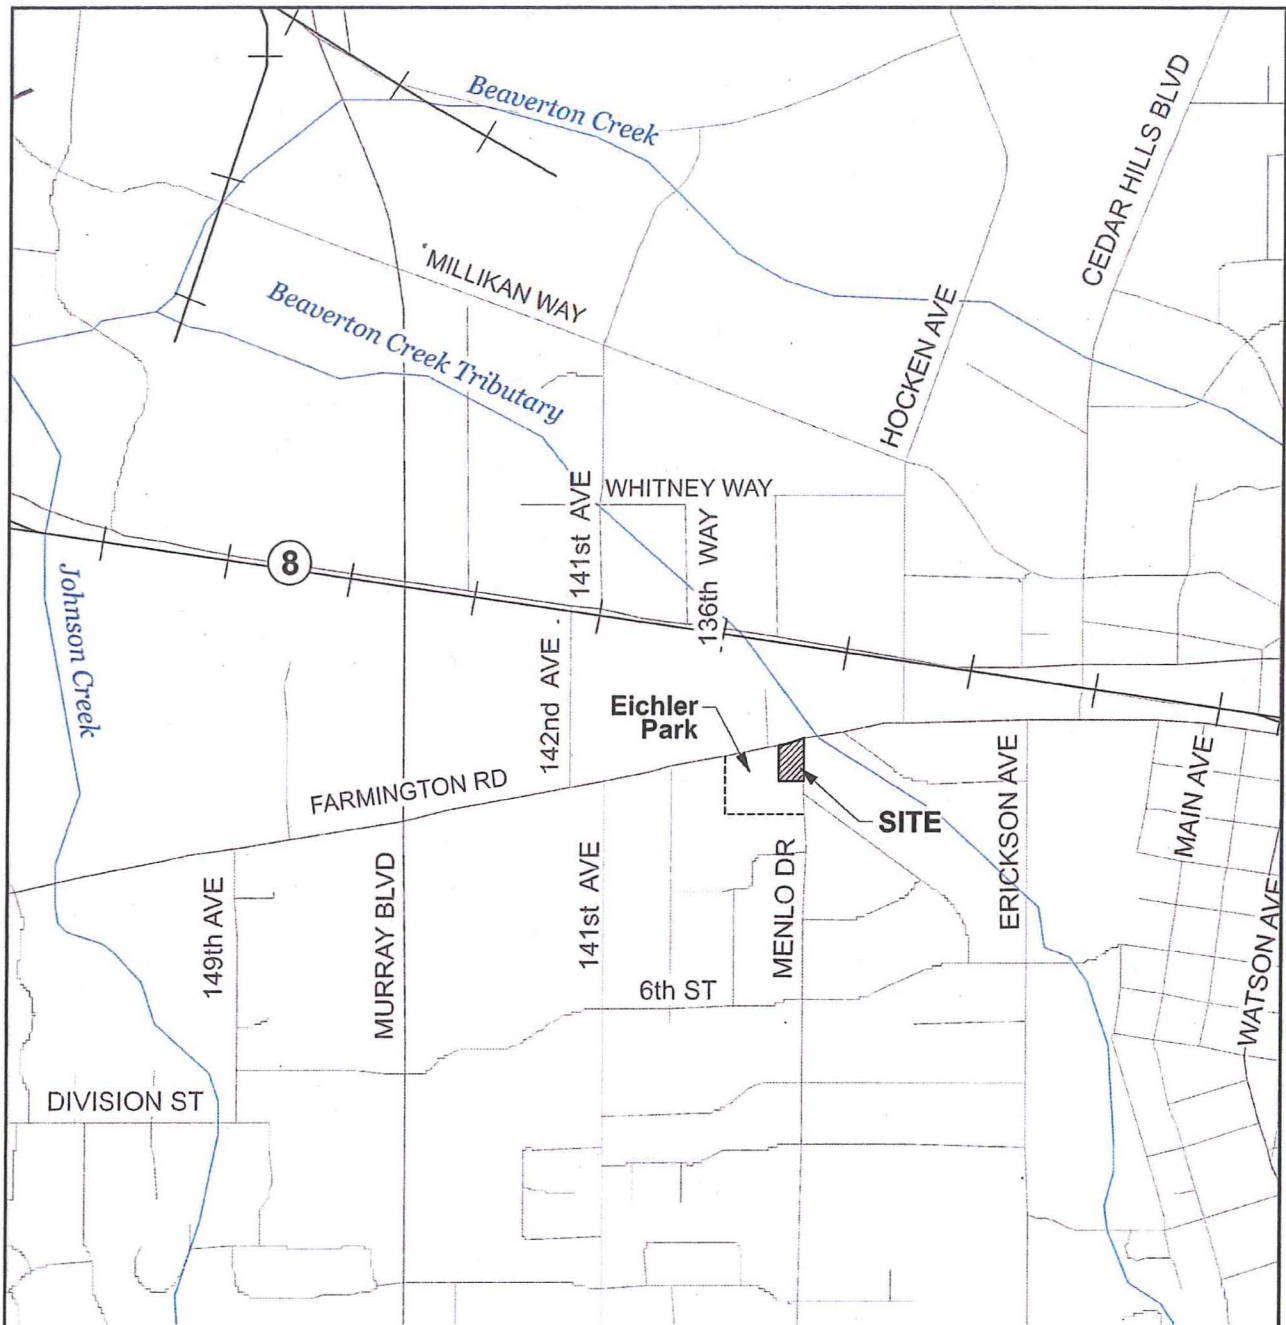 Beaverton Creek
CEDAR HILLS BLVD
MILLIKAN WAY
Beaverton Creek Tributary
HOCKEN AVE
WHITNEY WAY
141st AVE
136th WAY
8
Johnson Creek
142nd AVE
Eichler
Park
FARMINGTON RD
SITE
ERICKSON AVE
MAIN AVE
149th AVE
MURRAY BLVD
141st AVE
MENLO DR
WATSON AVE
6th ST
DIVISION ST